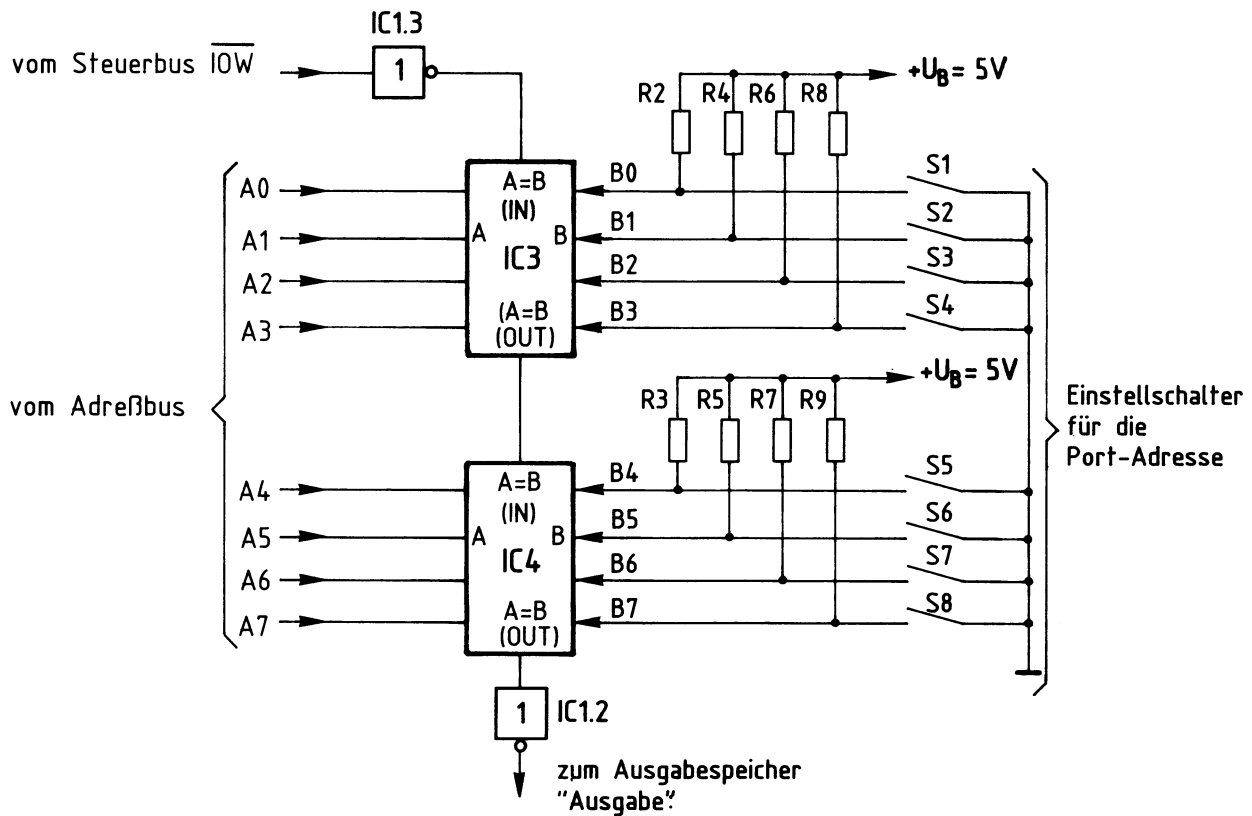 IC1.3
vom Steuerbus IOW
1
+UB= 5V
R2 R4 R6 R8
A0
A=B
(IN)
B0
S1
A1
A
B
B1
S2
IC3
A2
B2
S3
A3
(A=B
(OUT)
B3
S4
+UB= 5V
vom Adreßbus
R3 R5 R7 R9
Einstellschalter
für die
Port-Adresse
A4
A=B
(IN)
B4
S5
A5
A
B
B5
S6
IC4
A6
B6
S7
A7
A=B
(OUT)
B7
S8
1
IC1.2
zum Ausgabespeicher
"Ausgabe".